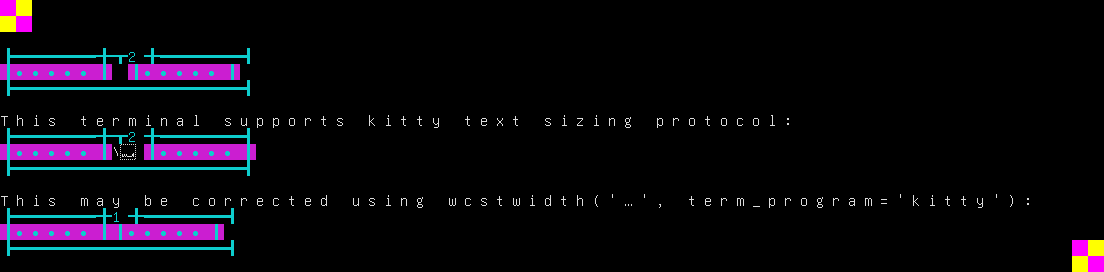 2
This terminal supports kitty text sizing protocol:
2
This may be corrected using wcstwidth('…', term_program='kitty'):
1